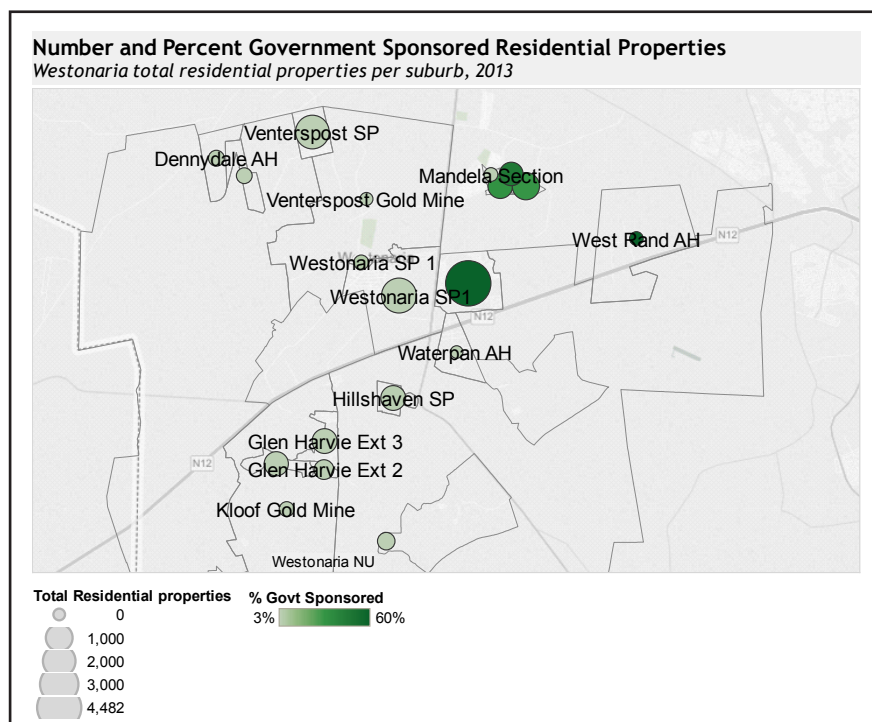 Number and Percent Government Sponsored Residential Properties
Westonaria total residential properties per suburb, 2013
Venterspost SP
Dennydale AH
Mandela Section
Venterspost Gold Mine
West Rand AH
N12
Westonaria SP 1
Westonaria SP1
N12
Waterpan AH
Hillshaven SP
Glen Harvie Ext 3
N12
Glen Harvie Ext 2
Kloof Gold Mine
Westonaria NU
Total Residential properties
% Govt Sponsored
0
3%
60%
1,000
2,000
3,000
4,482